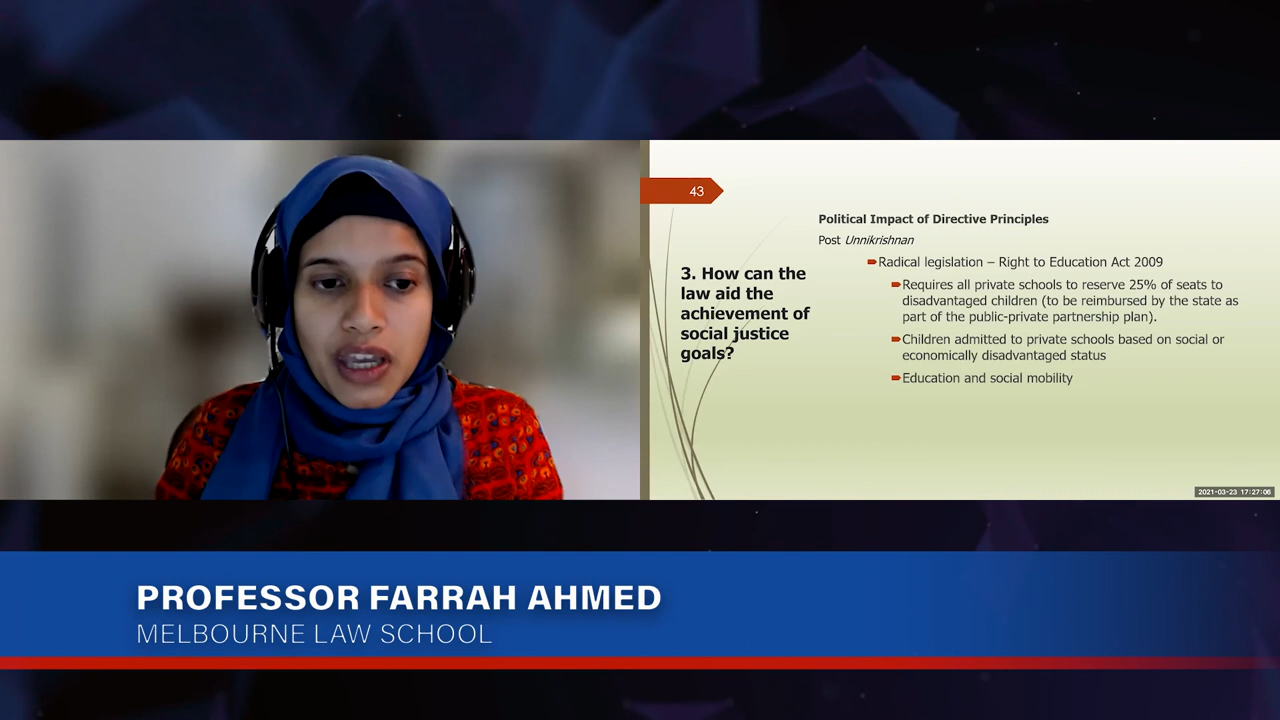 43
3. How can the
law aid the
achievement of
social justice
goals?
Political Impact of Directive Principles
Post Unnikrishnan
Radical legislation – Right to Education Act 2009
Requires all private schools to reserve 25% of seats to
disadvantaged children (to be reimbursed by the state as
part of the public-private partnership plan).
Children admitted to private schools based on social or
economically disadvantaged status
Education and social mobility
2021-03-23 17:27:06
PROFESSOR FARRAH AHMED
MELBOURNE LAW SCHOOL